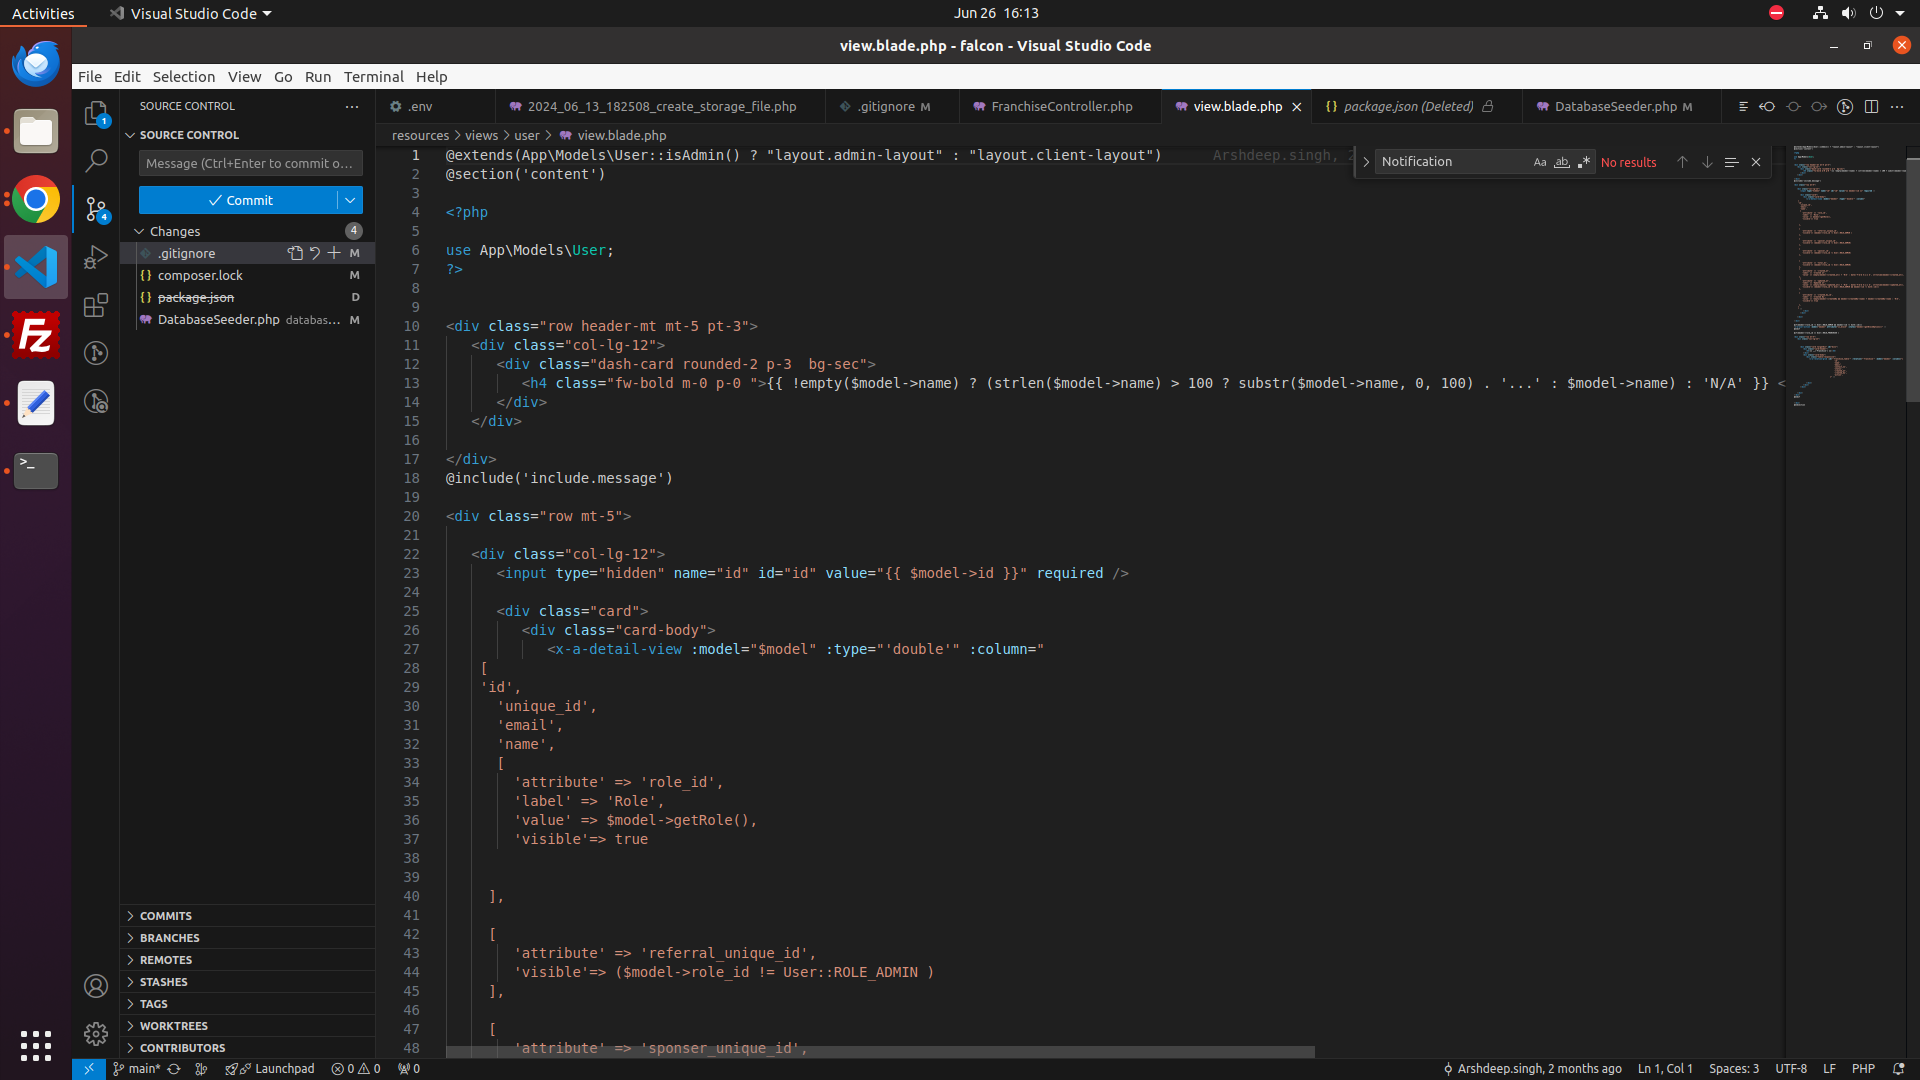 Activities
Visual Studio Code
Jun 26 16:13
view.blade.php - falcon - Visual Studio Code
File Edit Selection View Go Run Terminal Help
SOURCE CONTROL
.env
2024_06_13_182508_create_storage_file.php
.gitignore M
FranchiseController.php
view.blade.php
{} package.json (Deleted)
DatabaseSeeder.php M
SOURCE CONTROL
Message (Ctrl+Enter to commit o...
Commit
Changes 4
.gitignore M
{} composer.lock M
{} package.json D
DatabaseSeeder.php databas... M
COMMITS
BRANCHES
REMOTES
STASHES
TAGS
WORKTREES
CONTRIBUTORS
1
4
resources > views > user > view.blade.php
Notification
Aa ab .*
No results
1 @extends(App\Models\User::isAdmin() ? "layout.admin-layout" : "layout.client-layout") Arshdeep.singh, 2
2 @section('content')
3
4 <?php
5
6 use App\Models\User;
7 ?>
8
9
10 <div class="row header-mt mt-5 pt-3">
11 <div class="col-lg-12">
12 <div class="dash-card rounded-2 p-3  bg-sec">
13 <h4 class="fw-bold m-0 p-0 ">{{ !empty($model->name) ? (strlen($model->name) > 100 ? substr($model->name, 0, 100) . '...' : $model->name) : 'N/A' }} <
14 </div>
15 </div>
16
17 </div>
18 @include('include.message')
19
20 <div class="row mt-5">
21
22 <div class="col-lg-12">
23 <input type="hidden" name="id" id="id" value="{{ $model->id }}" required />
24
25 <div class="card">
26 <div class="card-body">
27 <x-a-detail-view :model="$model" :type="'double'" :column="
28 [
29 'id',
30 'unique_id',
31 'email',
32 'name',
33 [
34 'attribute' => 'role_id',
35 'label' => 'Role',
36 'value' => $model->getRole(),
37 'visible'=> true
38
39
40 ],
41
42 [
43 'attribute' => 'referral_unique_id',
44 'visible'=> ($model->role_id != User::ROLE_ADMIN )
45 ],
46
47 [
48 'attribute' => 'sponser_unique_id',
main* Launchpad 0 0 0
Arshdeep.singh, 2 months ago Ln 1, Col 1 Spaces: 3 UTF-8 LF PHP